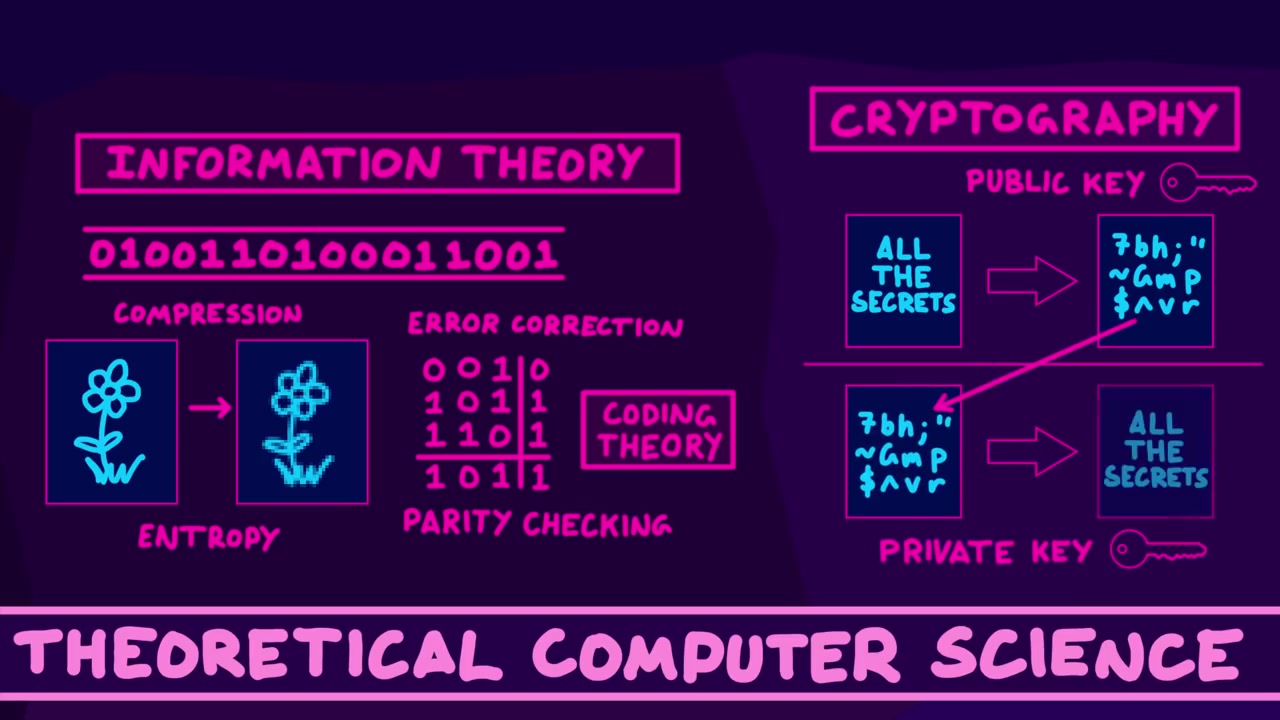 INFORMATION THEORY
0100110100011001
COMPRESSION
ENTROPY
ERROR CORRECTION
0 0 1 0
1 0 1 1
1 1 0 1
1 0 1 1
PARITY CHECKING
CODING
THEORY
CRYPTOGRAPHY
PUBLIC KEY
ALL
THE
SECRETS
7bh;"
~Gmp
$^vr
7bh;"
~Gmp
$^vr
ALL
THE
SECRETS
PRIVATE KEY
THEORETICAL COMPUTER SCIENCE